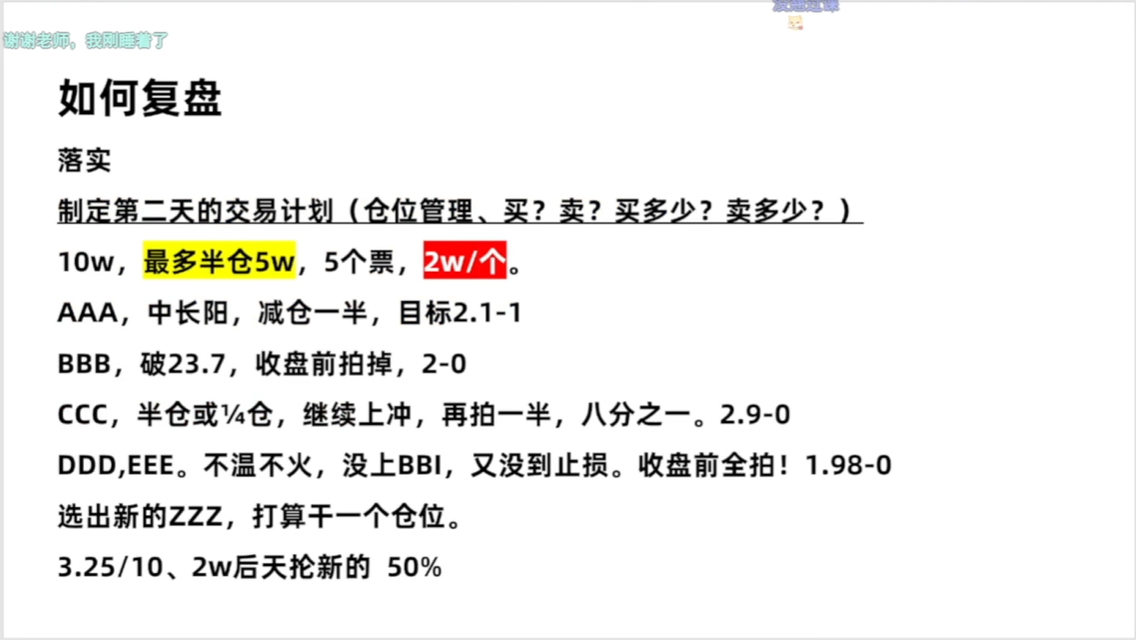 谢谢老师，我刚睡着了
如何复盘
落实
制定第二天的交易计划（仓位管理、买？卖？买多少？卖多少？）
10w，最多半仓5w，5个票，2w/个。
AAA，中长阳，减仓一半，目标2.1-1
BBB，破23.7，收盘前拍掉，2-0
CCC，半仓或¼仓，继续上冲，再拍一半，八分之一。2.9-0
DDD,EEE。不温不火，没上BBI，又没到止损。收盘前全拍！1.98-0
选出新的ZZZ，打算干一个仓位。
3.25/10、2w后天抡新的 50%